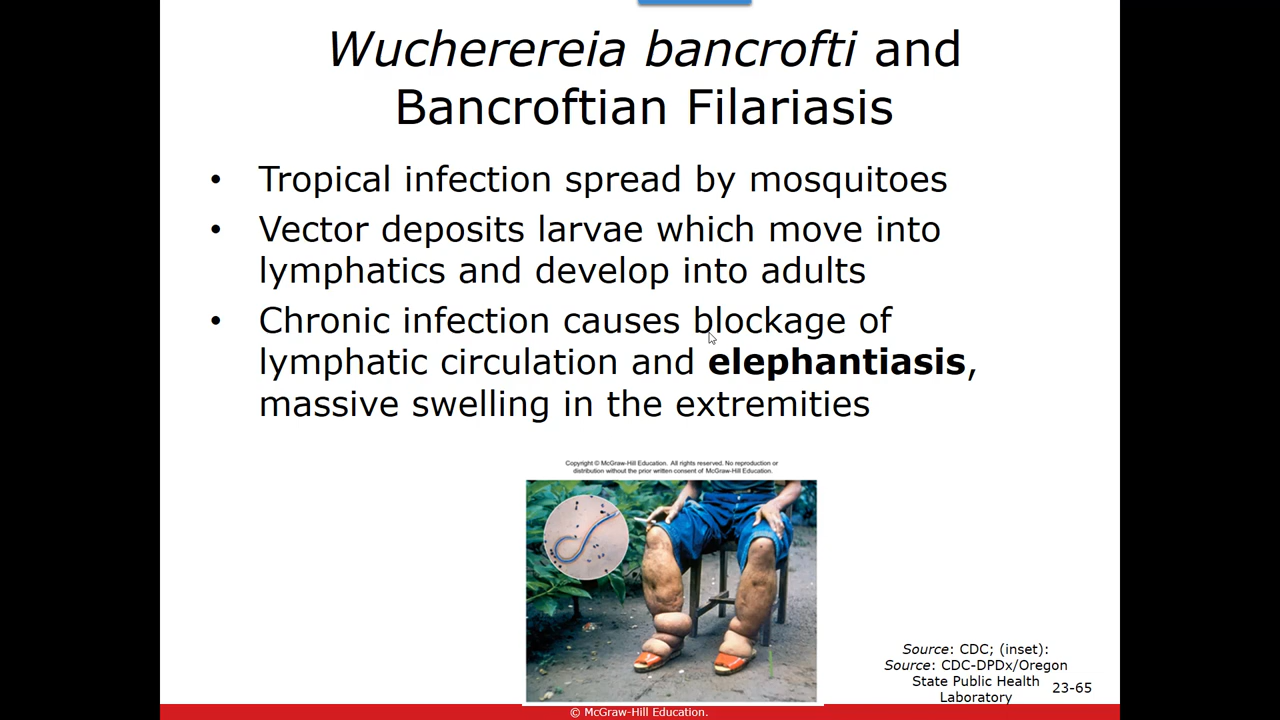 Wucherereia bancrofti and
Bancroftian Filariasis
• Tropical infection spread by mosquitoes
• Vector deposits larvae which move into
lymphatics and develop into adults
• Chronic infection causes blockage of
lymphatic circulation and elephantiasis,
massive swelling in the extremities
Copyright © McGraw-Hill Education. All rights reserved. No reproduction or
distribution without the prior written consent of McGraw-Hill Education.
Source: CDC; (inset):
Source: CDC-DPDx/Oregon
State Public Health
Laboratory
23-65
© McGraw-Hill Education.